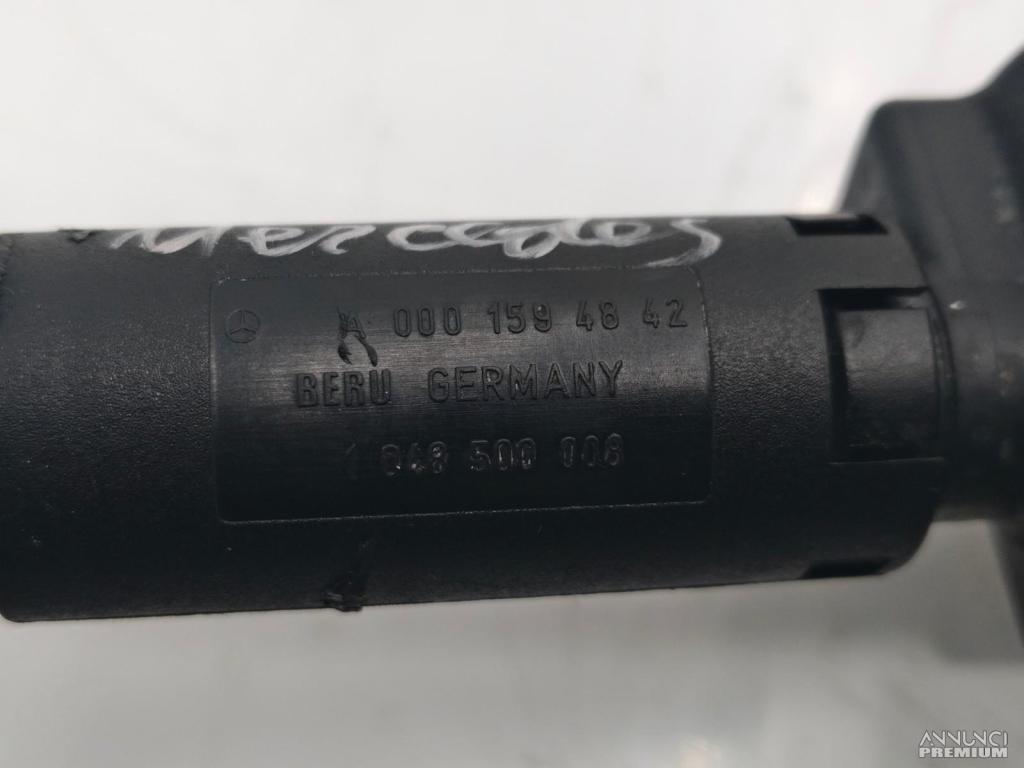 Mercedes
A 000 159 48 42
BERU GERMANY
1 048 500 008
ANNUNCI
PREMIUM